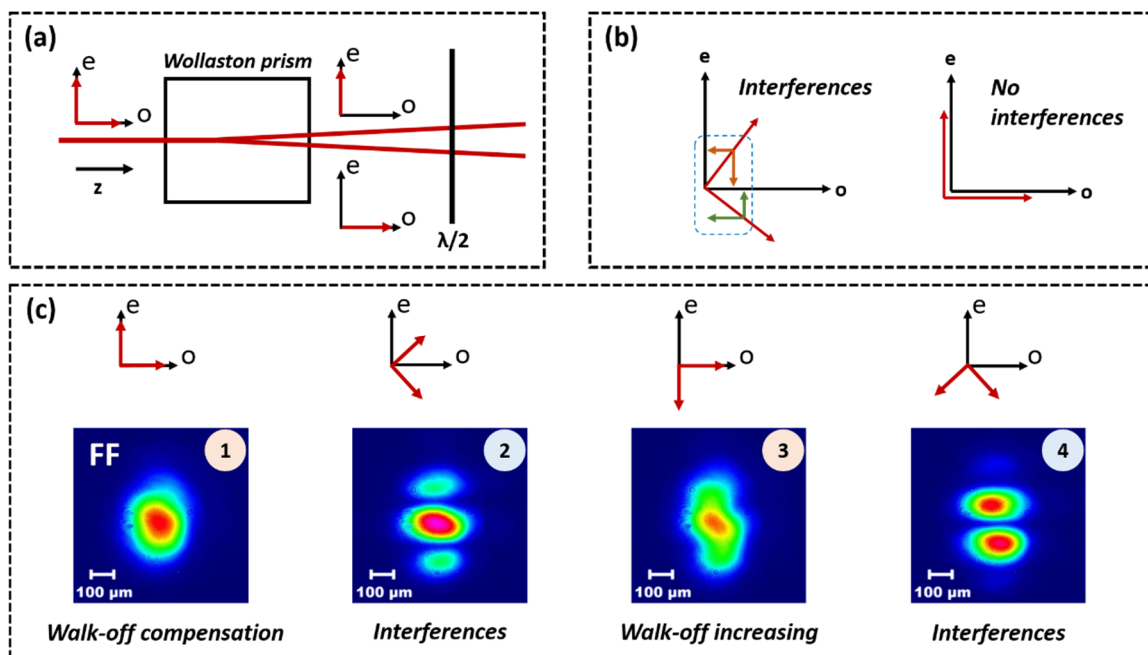 (a)
Wollaston prism
e
o
e
o
z
e
o
λ/2
(b)
e
Interferences
o
e
No
interferences
o
(c)
e
o
e
o
e
o
e
o
FF
1
100 µm
2
100 µm
3
100 µm
4
100 µm
Walk-off compensation
Interferences
Walk-off increasing
Interferences